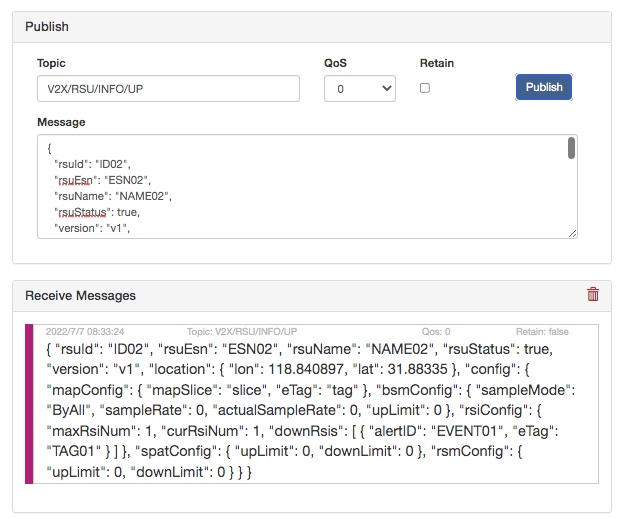 Publish
Topic
QoS
Retain
V2X/RSU/INFO/UP
0
Publish
Message
{
"rsuId": "ID02",
"rsuEsn": "ESN02",
"rsuName": "NAME02",
"rsuStatus": true,
"version": "v1",
Receive Messages
2022/7/7 08:33:24 Topic: V2X/RSU/INFO/UP Qos: 0 Retain: false
{ "rsuId": "ID02", "rsuEsn": "ESN02", "rsuName": "NAME02", "rsuStatus": true,
"version": "v1", "location": { "lon": 118.840897, "lat": 31.88335 }, "config": {
"mapConfig": { "mapSlice": "slice", "eTag": "tag" }, "bsmConfig": { "sampleMode":
"ByAll", "sampleRate": 0, "actualSampleRate": 0, "upLimit": 0 }, "rsiConfig": {
"maxRsiNum": 1, "curRsiNum": 1, "downRsis": [ { "alertID": "EVENT01", "eTag":
"TAG01" } ] }, "spatConfig": { "upLimit": 0, "downLimit": 0 }, "rsmConfig": {
"upLimit": 0, "downLimit": 0 } } }